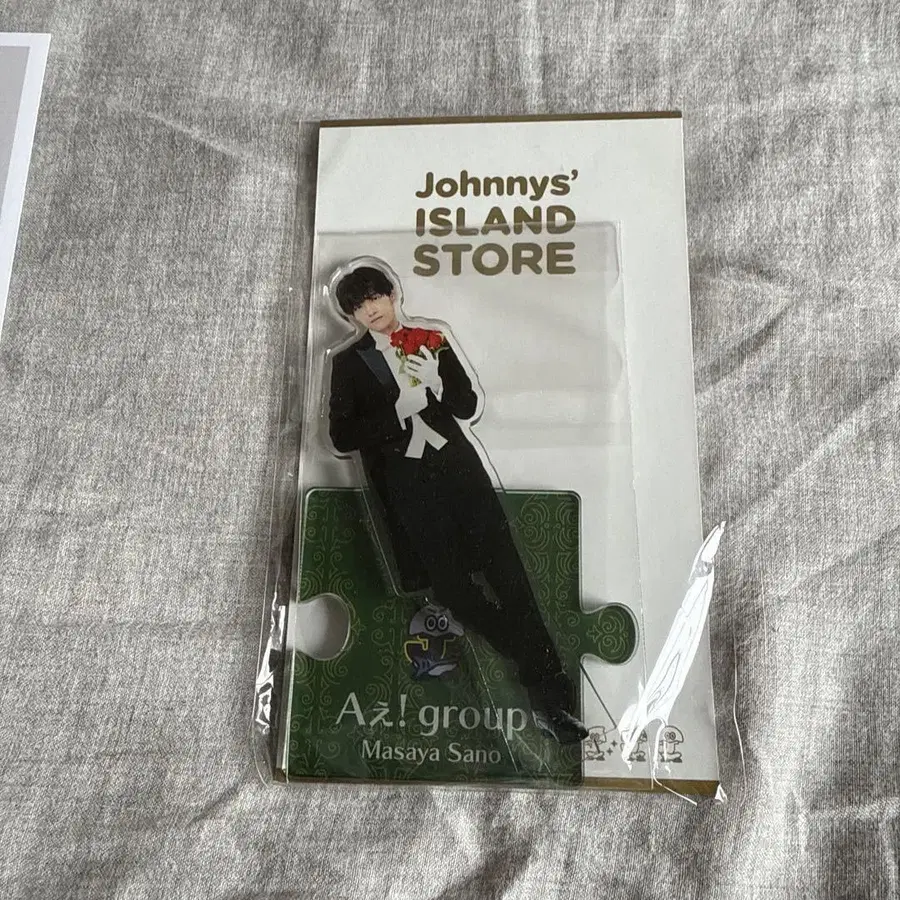 Johnnys’
ISLAND
STORE
Aぇ! group
Masaya Sano